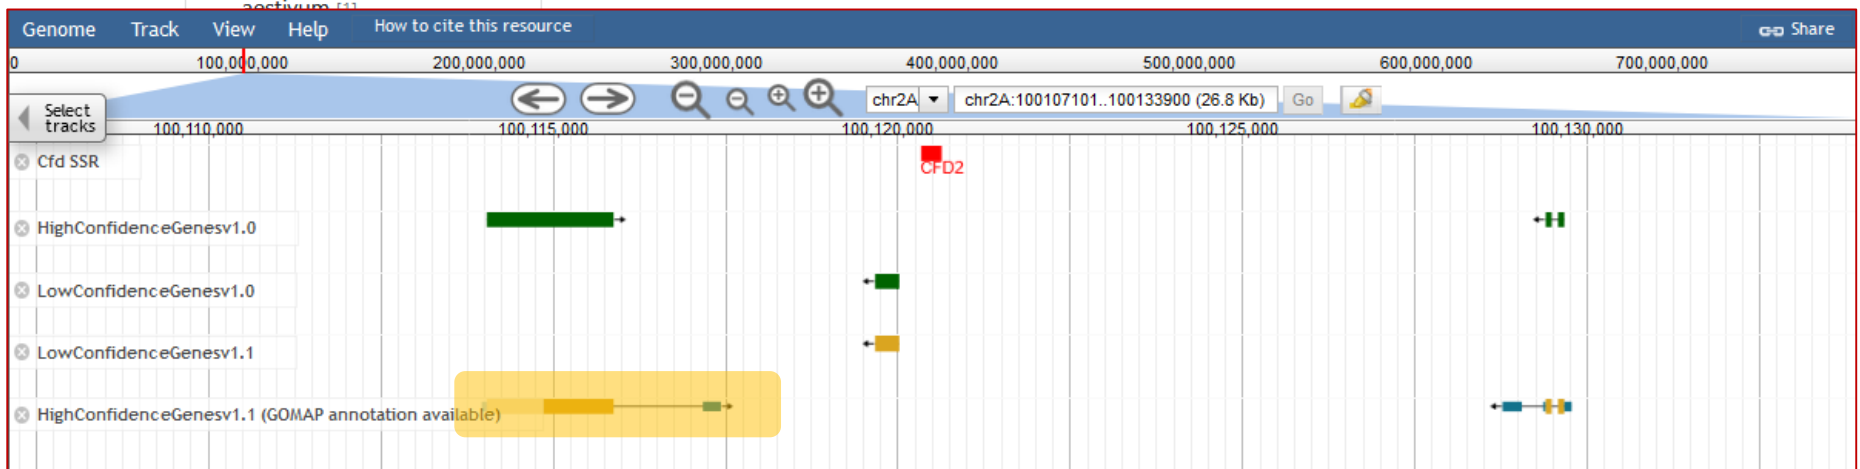 aestivum [1]
Genome Track View Help How to cite this resource Share
0 100,000,000 200,000,000 300,000,000 400,000,000 500,000,000 600,000,000 700,000,000
Select
tracks
chr2A chr2A:100107101..100133900 (26.8 Kb) Go
100,110,000 100,115,000 100,120,000 100,125,000 100,130,000
Cfd SSR
CFD2
HighConfidenceGenesv1.0
LowConfidenceGenesv1.0
LowConfidenceGenesv1.1
HighConfidenceGenesv1.1 (GOMAP annotation available)